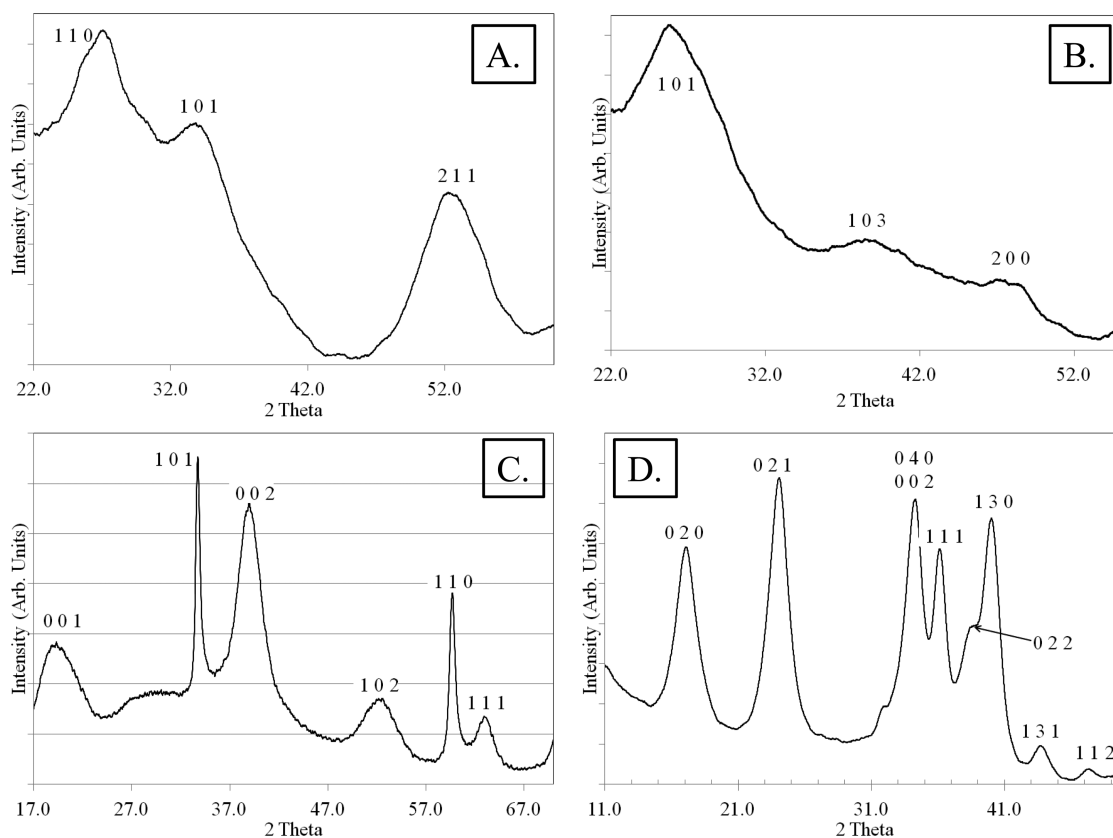 A.
1 1 0
1 0 1
2 1 1
Intensity (Arb. Units)
22.0 32.0 42.0 52.0
2 Theta
B.
1 0 1
1 0 3
2 0 0
Intensity (Arb. Units)
22.0 32.0 42.0 52.0
2 Theta
C.
1 0 1
0 0 2
1 1 0
0 0 1
1 0 2
1 1 1
Intensity (Arb. Units)
17.0 27.0 37.0 47.0 57.0 67.0
2 Theta
D.
0 4 0
0 2 1
0 0 2
1 3 0
0 2 0
1 1 1
0 2 2
1 3 1
1 1 2
Intensity (Arb. Units)
11.0 21.0 31.0 41.0
2 Theta